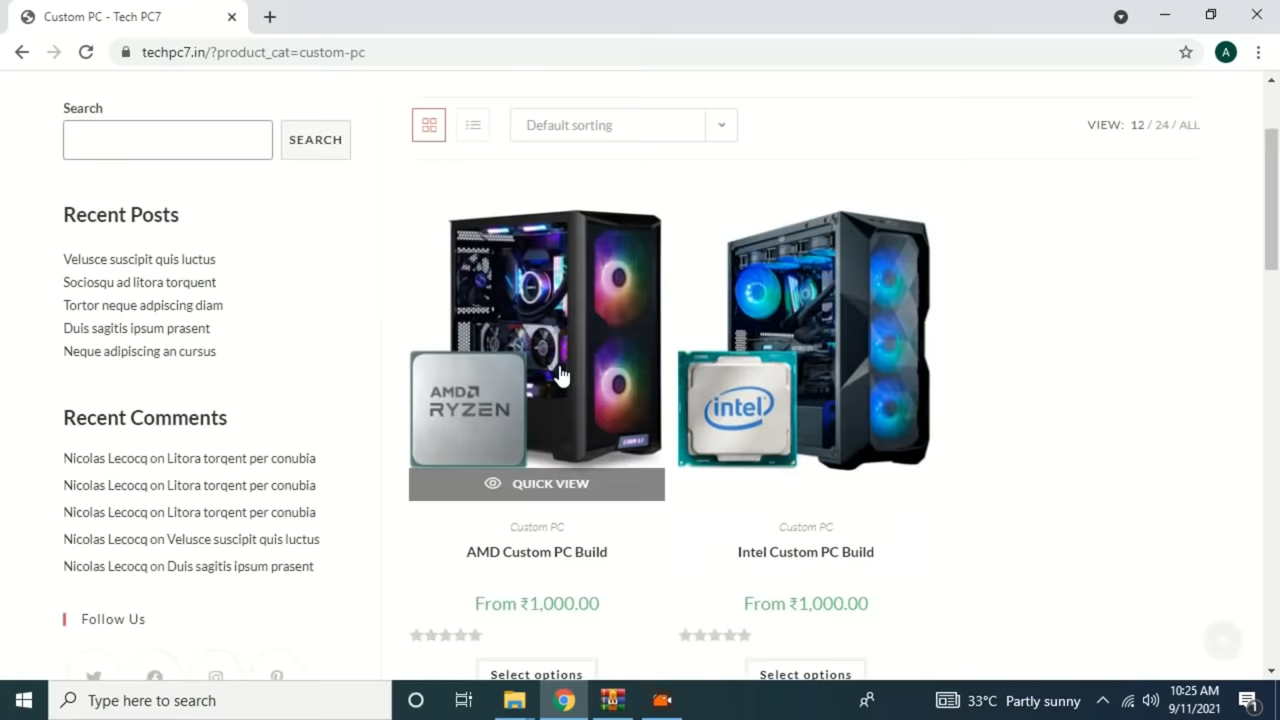 Custom PC - Tech PC7
techpc7.in/?product_cat=custom-pc
A
Search
SEARCH
Recent Posts
Velusce suscipit quis luctus
Sociosqu ad litora torquent
Tortor neque adpiscing diam
Duis sagitis ipsum prasent
Neque adipiscing an cursus
Recent Comments
Nicolas Lecocq on Litora torqent per conubia
Nicolas Lecocq on Litora torqent per conubia
Nicolas Lecocq on Litora torqent per conubia
Nicolas Lecocq on Velusce suscipit quis luctus
Nicolas Lecocq on Duis sagitis ipsum prasent
Follow Us
Default sorting
VIEW: 12 / 24 / ALL
AMD
RYZEN
LIAN LI
intel
QUICK VIEW
Custom PC
AMD Custom PC Build
From ₹1,000.00
Select options
Custom PC
Intel Custom PC Build
From ₹1,000.00
Select options
Type here to search
33°C Partly sunny
10:25 AM
9/11/2021
1